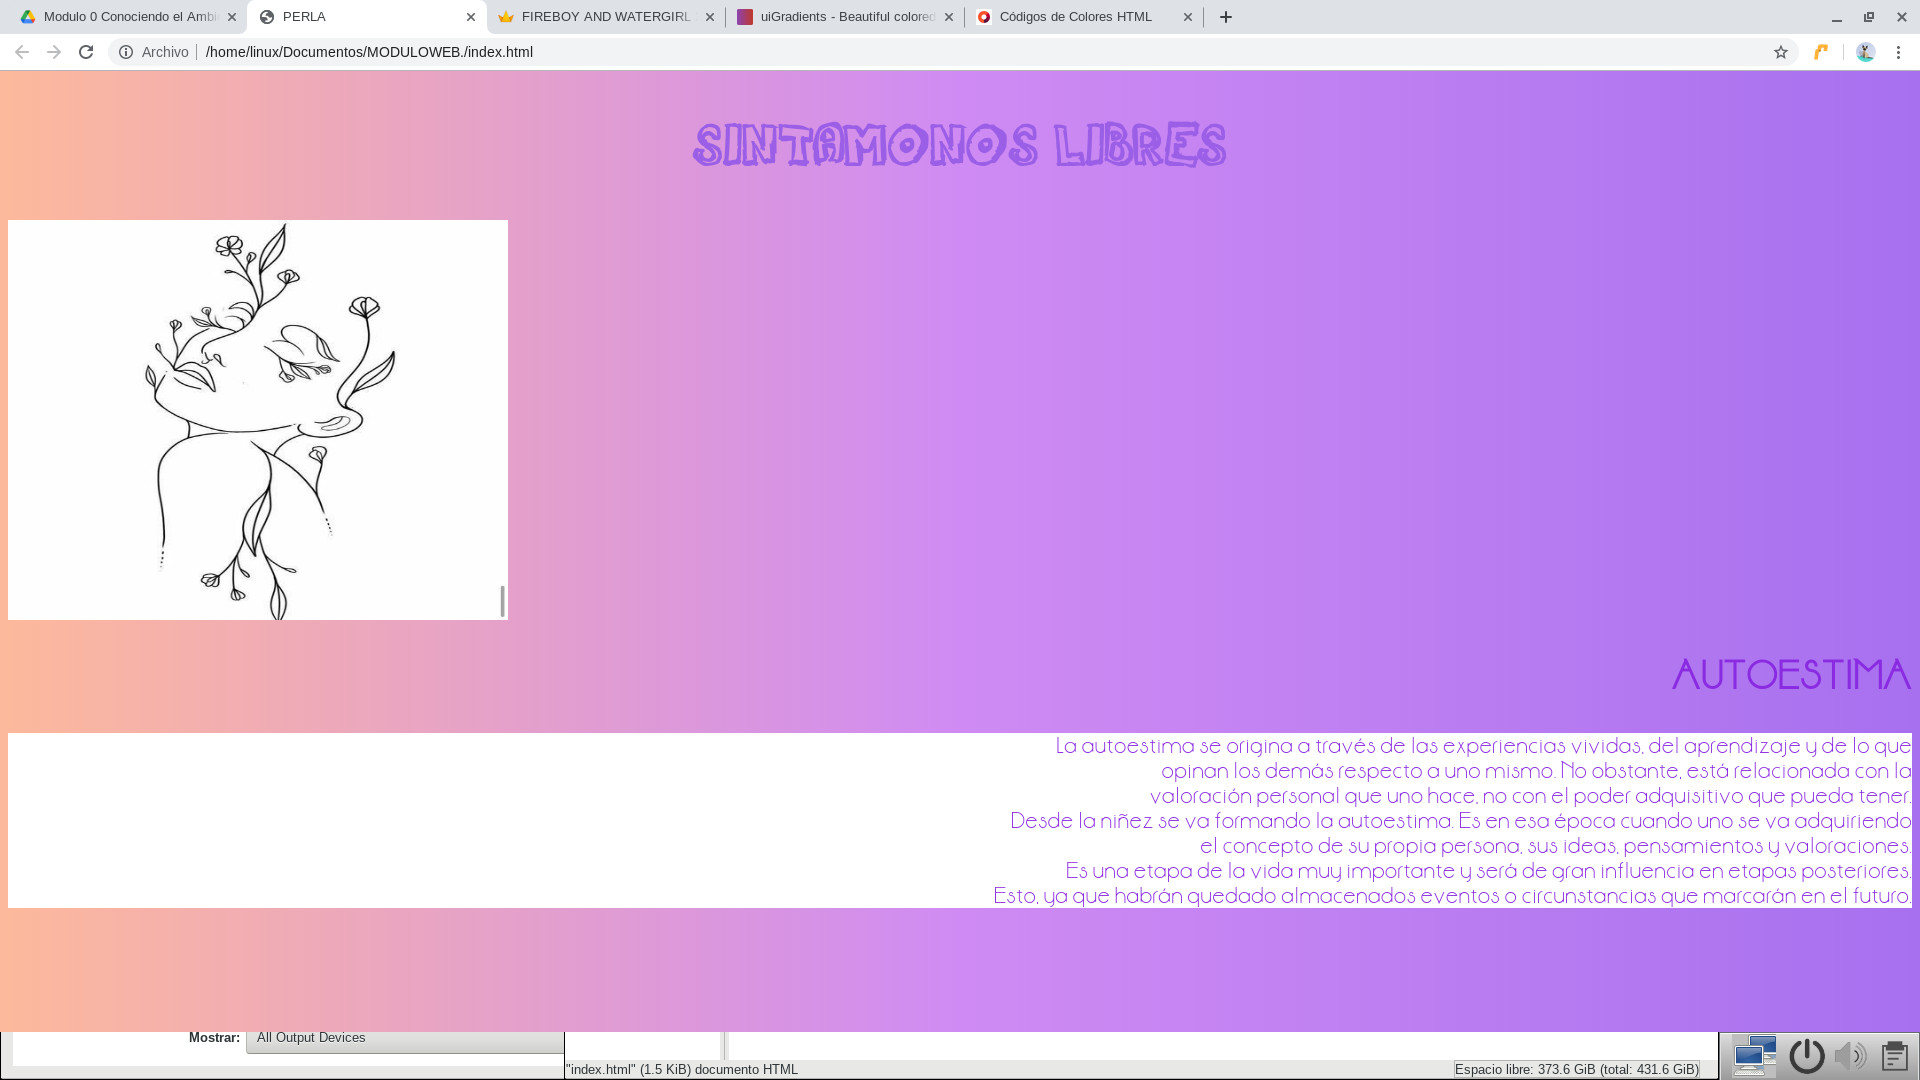 Modulo 0 Conociendo el Ambi
PERLA
FIREBOY AND WATERGIRL
uiGradients - Beautiful colored
Códigos de Colores HTML
Archivo
/home/linux/Documentos/MODULOWEB./index.html
SINTAMONOS LIBRES
AUTOESTIMA
La autoestima se origina a través de las experiencias vividas, del aprendizaje y de lo que
opinan los demás respecto a uno mismo. No obstante, está relacionada con la
valoración personal que uno hace, no con el poder adquisitivo que pueda tener.
Desde la niñez se va formando la autoestima. Es en esa época cuando uno se va adquiriendo
el concepto de su propia persona, sus ideas, pensamientos y valoraciones.
Es una etapa de la vida muy importante y será de gran influencia en etapas posteriores.
Esto, ya que habrán quedado almacenados eventos o circunstancias que marcarán en el futuro.
Mostrar:
All Output Devices
"index.html" (1.5 KiB) documento HTML
Espacio libre: 373.6 GiB (total: 431.6 GiB)